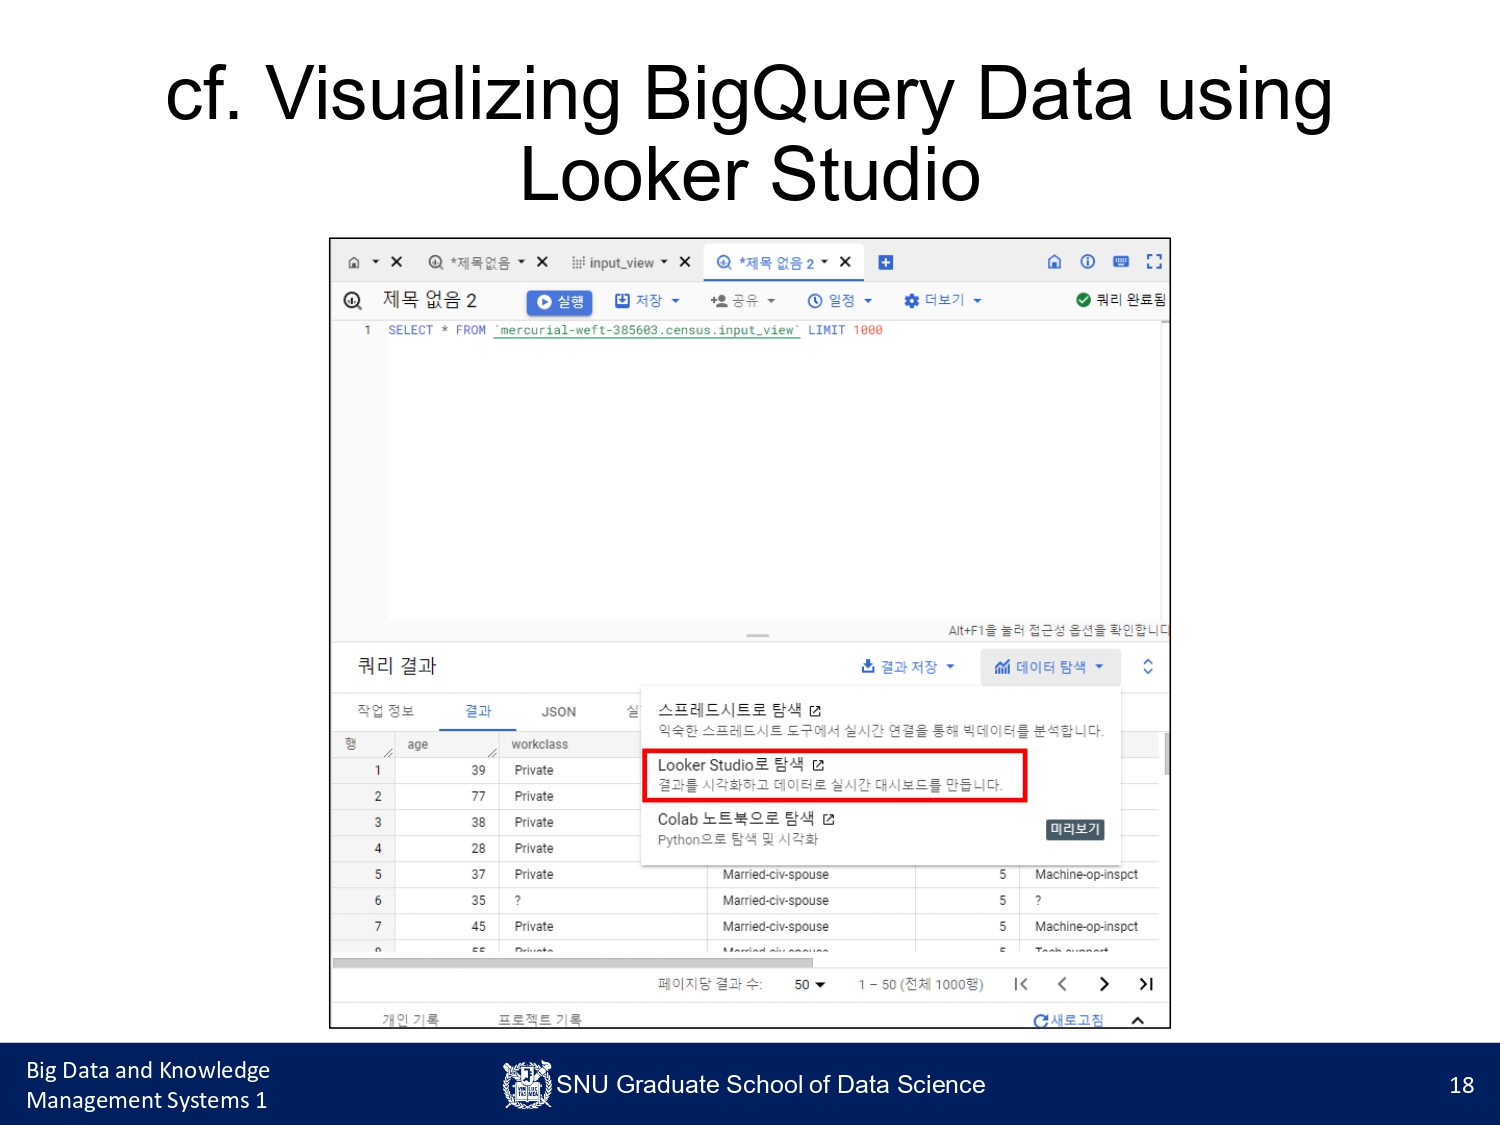 cf. Visualizing BigQuery Data using
Looker Studio
*제목없음
input_view
*제목 없음 2
제목 없음 2
실행
저장
공유
일정
더보기
쿼리 완료됨
1 SELECT * FROM `mercurial-weft-385603.census.input_view` LIMIT 1000
Alt+F1을 눌러 접근성 옵션을 확인합니다
쿼리 결과
결과 저장
데이터 탐색
작업 정보
결과
JSON
실
스프레드시트로 탐색
익숙한 스프레드시트 도구에서 실시간 연결을 통해 빅데이터를 분석합니다.
Looker Studio로 탐색
결과를 시각화하고 데이터로 실시간 대시보드를 만듭니다.
Colab 노트북으로 탐색
Python으로 탐색 및 시각화
미리보기
행 age workclass
1 39 Private
2 77 Private
3 38 Private
4 28 Private
5 37 Private Married-civ-spouse 5 Machine-op-inspct
6 35 ? Married-civ-spouse 5 ?
7 45 Private Married-civ-spouse 5 Machine-op-inspct
8 55 Private Married-civ-spouse 5 Tech-support
페이지당 결과 수: 50 1 – 50 (전체 1000행)
개인 기록
프로젝트 기록
새로고침
Big Data and Knowledge
Management Systems 1
SNU Graduate School of Data Science
18